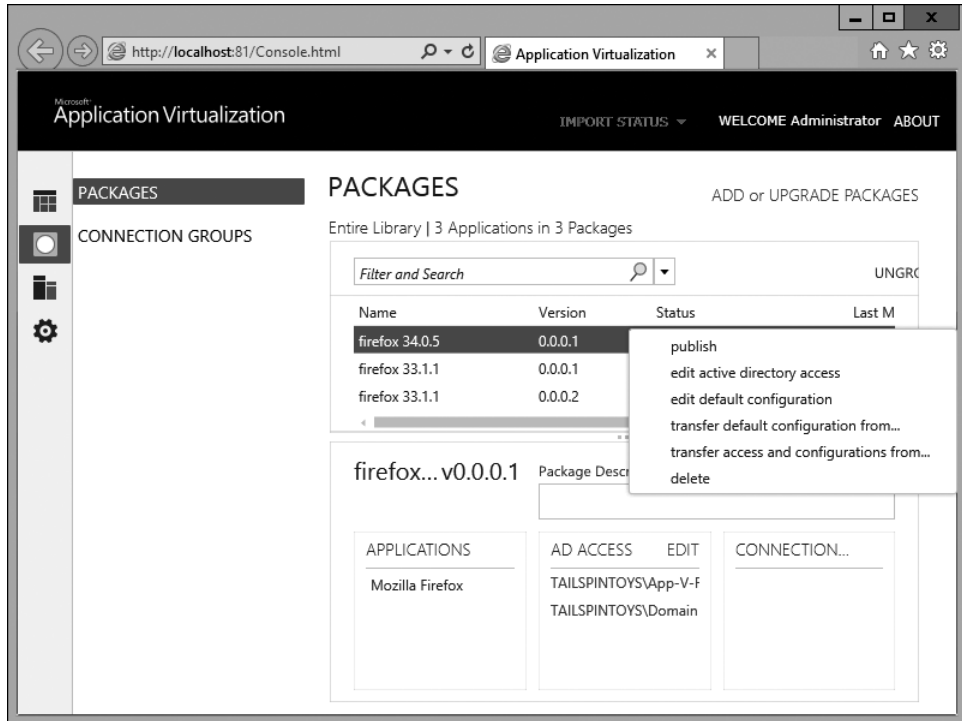 http://localhost:81/Console.html
Application Virtualization
Microsoft
Application Virtualization
IMPORT STATUS
WELCOME Administrator
ABOUT
PACKAGES
CONNECTION GROUPS
PACKAGES
ADD or UPGRADE PACKAGES
Entire Library | 3 Applications in 3 Packages
Filter and Search
UNGR
Name Version Status Last M
firefox 34.0.5 0.0.0.1
firefox 33.1.1 0.0.0.1
firefox 33.1.1 0.0.0.2
publish
edit active directory access
edit default configuration
transfer default configuration from...
transfer access and configurations from...
delete
firefox... v0.0.0.1
Package Descr
APPLICATIONS
Mozilla Firefox
AD ACCESS EDIT
TAILSPINTOYS\App-V-F
TAILSPINTOYS\Domain
CONNECTION...